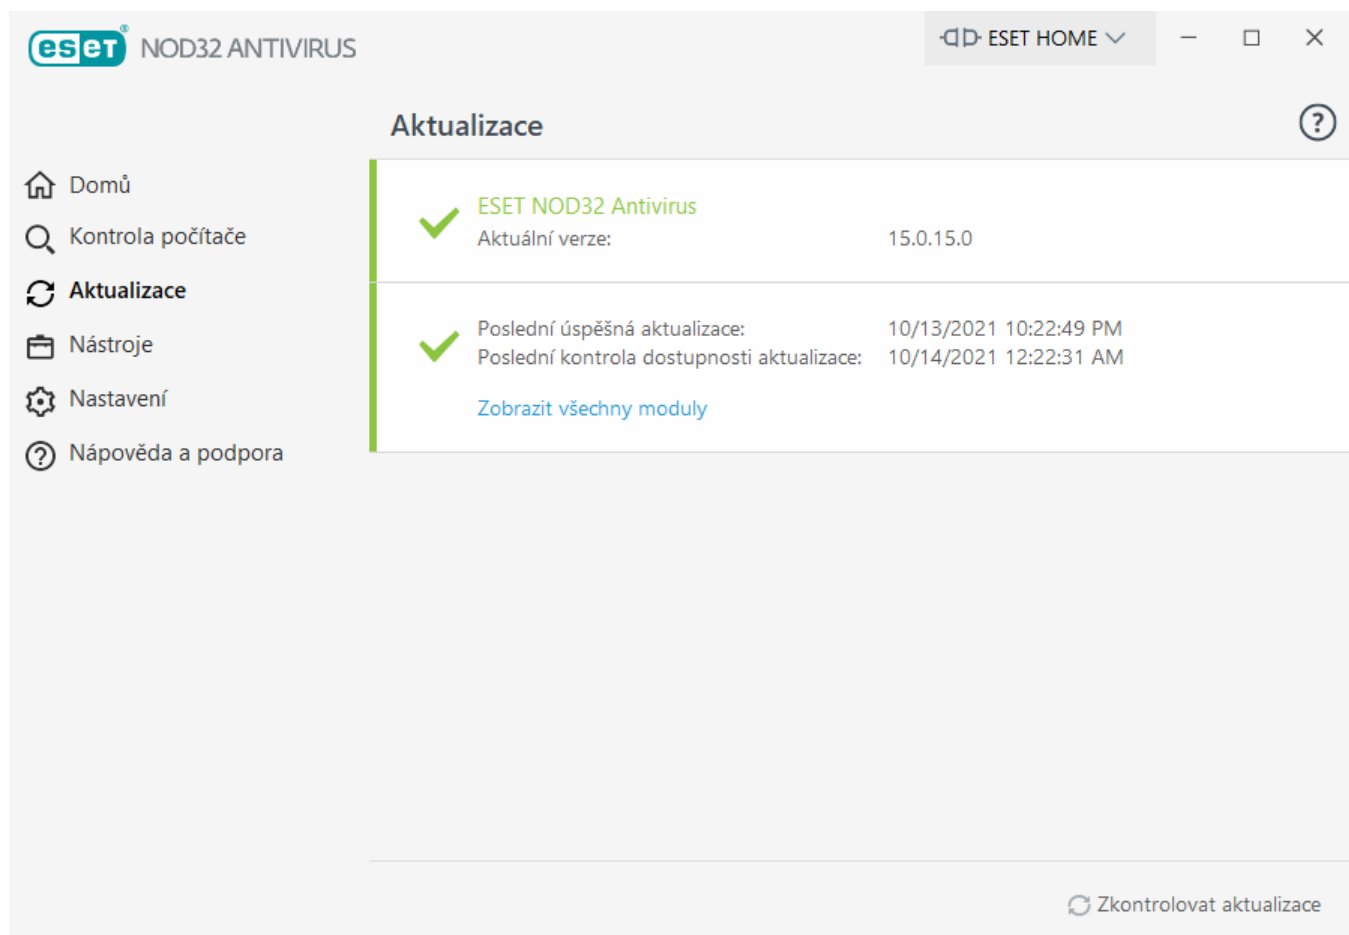 eset® NOD32 ANTIVIRUS
ESET HOME
Aktualizace
?
Domů
Kontrola počítače
Aktualizace
Nástroje
Nastavení
Nápověda a podpora
ESET NOD32 Antivirus
Aktuální verze: 15.0.15.0
Poslední úspěšná aktualizace: 10/13/2021 10:22:49 PM
Poslední kontrola dostupnosti aktualizace: 10/14/2021 12:22:31 AM
Zobrazit všechny moduly
Zkontrolovat aktualizace